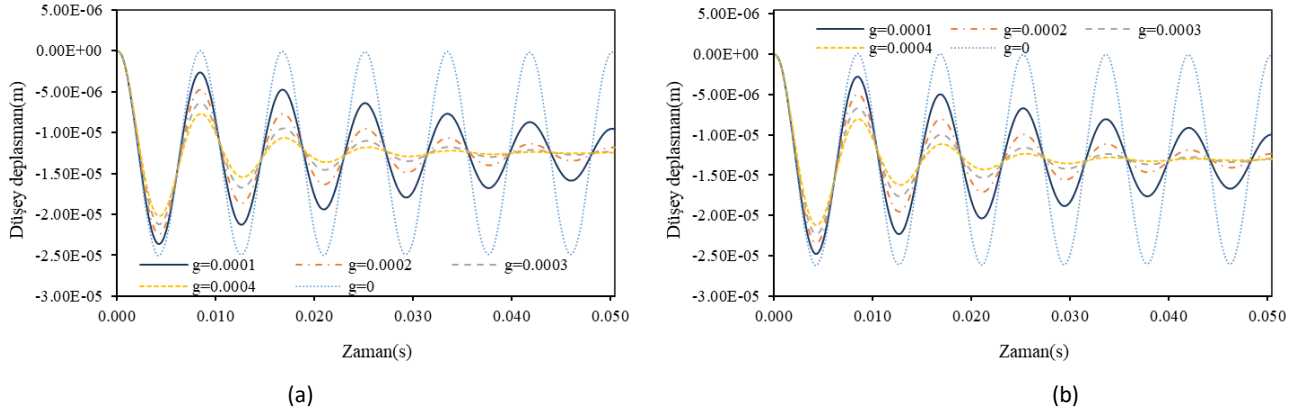 5.00E-06
0.00E+00
-5.00E-06
-1.00E-05
-1.50E-05
-2.00E-05
-2.50E-05
-3.00E-05
Düşey deplasman(m)
g=0.0001 g=0.0002 g=0.0003
g=0.0004 g=0
0.000 0.010 0.020 0.030 0.040 0.050
Zaman(s)
(a)
5.00E-06
0.00E+00
-5.00E-06
-1.00E-05
-1.50E-05
-2.00E-05
-2.50E-05
-3.00E-05
Düşey deplasman(m)
g=0.0001 g=0.0002 g=0.0003
g=0.0004 g=0
0.000 0.010 0.020 0.030 0.040 0.050
Zaman(s)
(b)